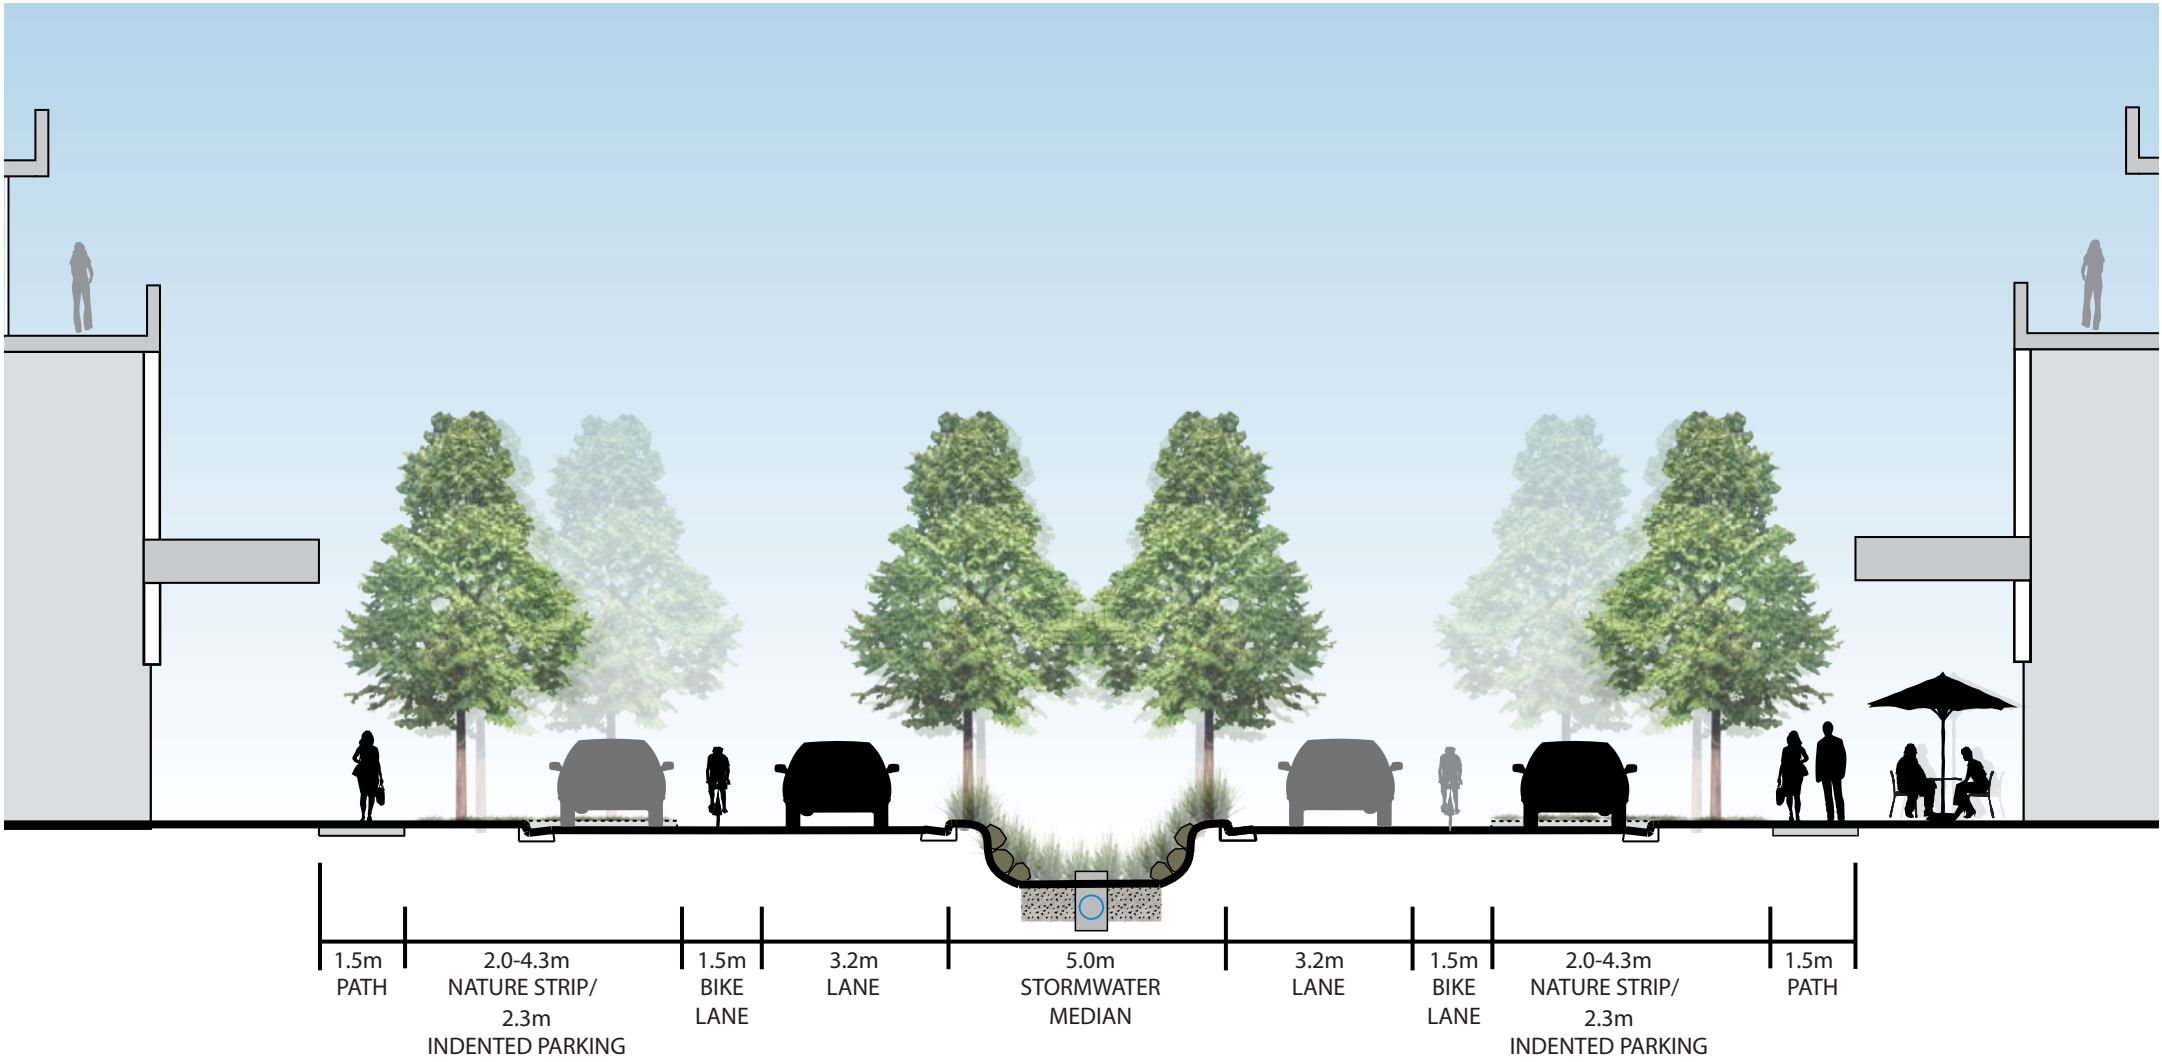 1.5m
PATH
2.0-4.3m
NATURE STRIP/
2.3m
INDENTED PARKING
1.5m
BIKE
LANE
3.2m
LANE
5.0m
STORMWATER
MEDIAN
3.2m
LANE
1.5m
BIKE
LANE
2.0-4.3m
NATURE STRIP/
2.3m
INDENTED PARKING
1.5m
PATH